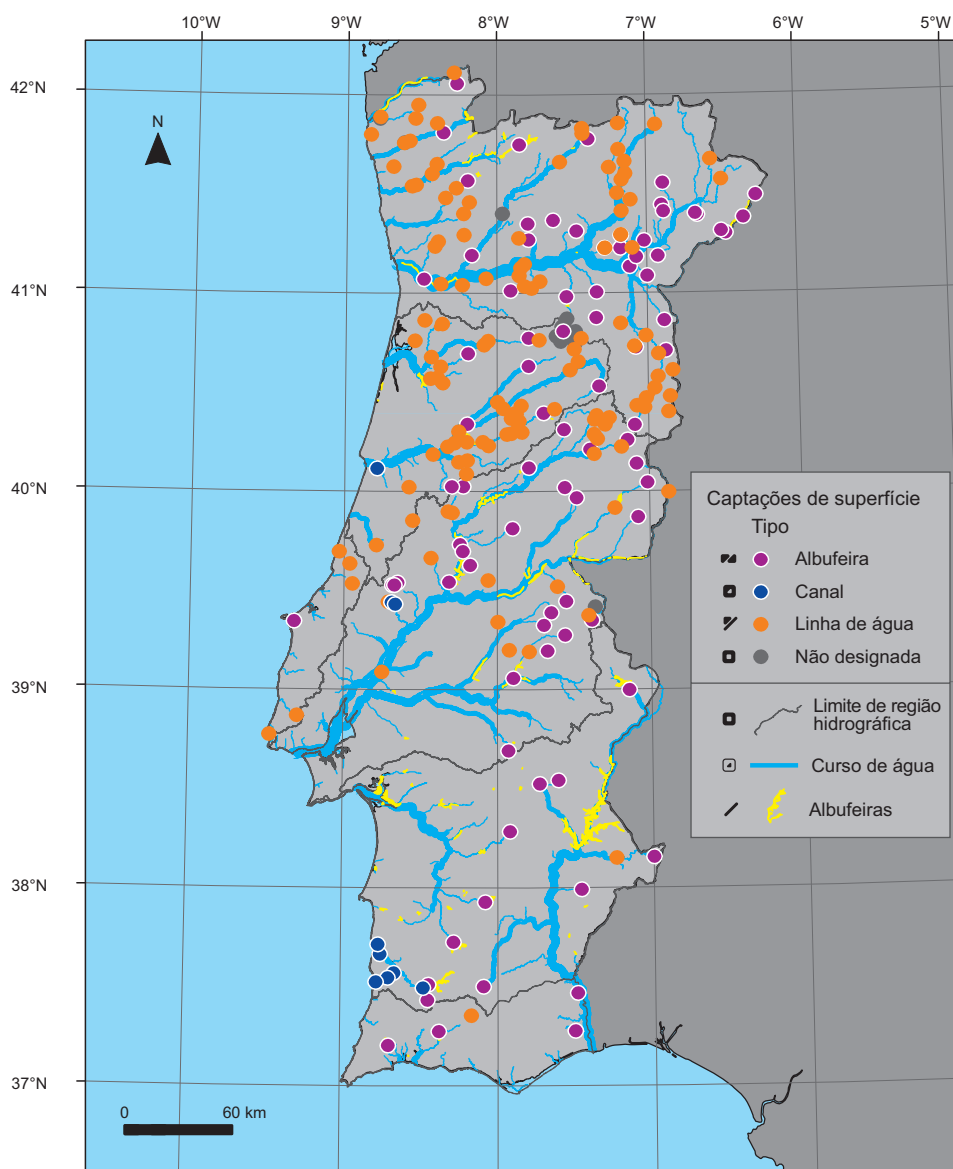 10°W 9°W 8°W 7°W 6°W 5°W
42°N
N
41°N
40°N
39°N
38°N
37°N
Captações de superfície
Tipo
Albufeira
Canal
Linha de água
Não designada
Limite de região
hidrográfica
Curso de água
Albufeiras
0 60 km